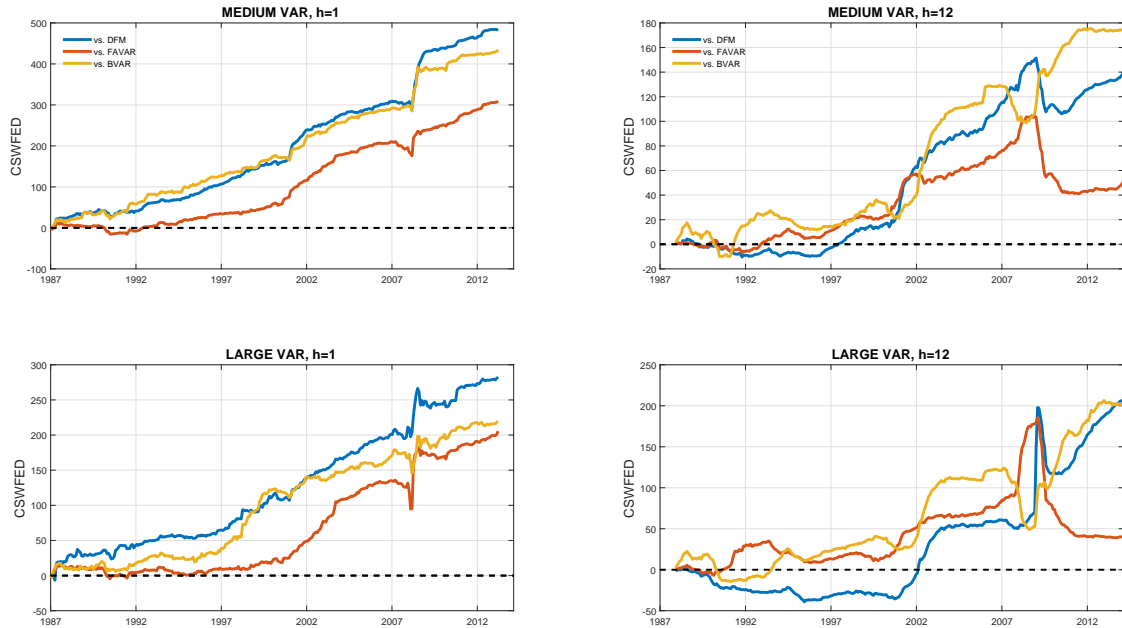 MEDIUM VAR, h=1
500
400
300
200
100
0
-100
CSWFED
vs. DFM
vs. FAVAR
vs. BVAR
1987 1992 1997 2002 2007 2012
MEDIUM VAR, h=12
180
160
140
120
100
80
60
40
20
0
-20
CSWFED
vs. DFM
vs. FAVAR
vs. BVAR
1987 1992 1997 2002 2007 2012
LARGE VAR, h=1
300
250
200
150
100
50
0
-50
CSWFED
1987 1992 1997 2002 2007 2012
LARGE VAR, h=12
250
200
150
100
50
0
-50
CSWFED
1987 1992 1997 2002 2007 2012